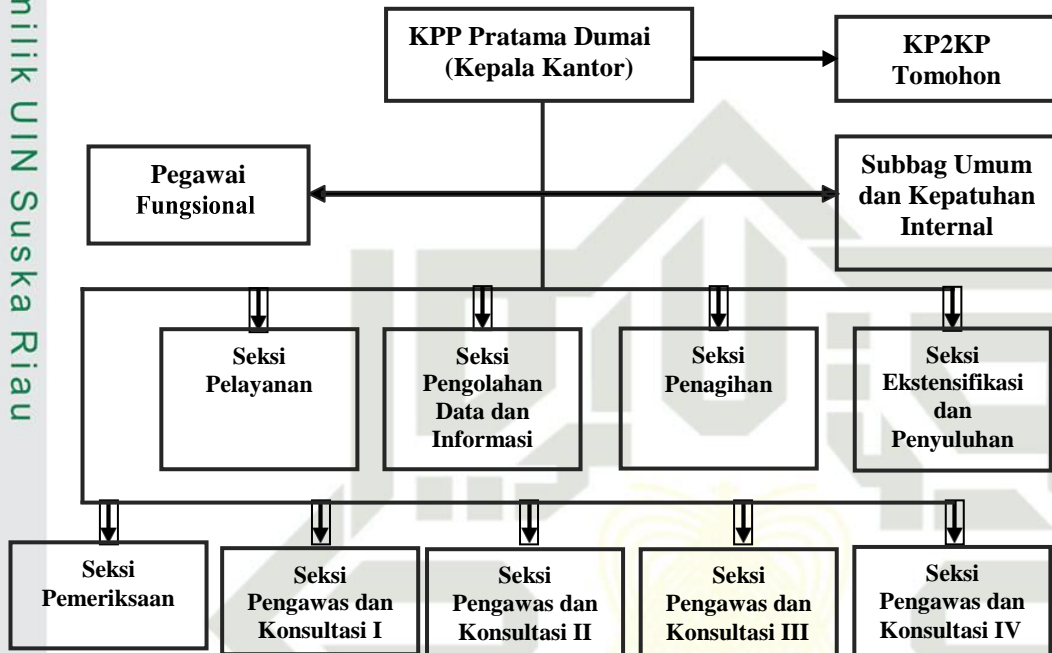 milik UIN Suska Riau
KPP Pratama Dumai
(Kepala Kantor)
KP2KP
Tomohon
Pegawai
Fungsional
Subbag Umum
dan Kepatuhan
Internal
Seksi
Pelayanan
Seksi
Pengolahan
Data dan
Informasi
Seksi
Penagihan
Seksi
Ekstensifikasi
dan
Penyuluhan
Seksi
Pemeriksaan
Seksi
Pengawas dan
Konsultasi I
Seksi
Pengawas dan
Konsultasi II
Seksi
Pengawas dan
Konsultasi III
Seksi
Pengawas dan
Konsultasi IV